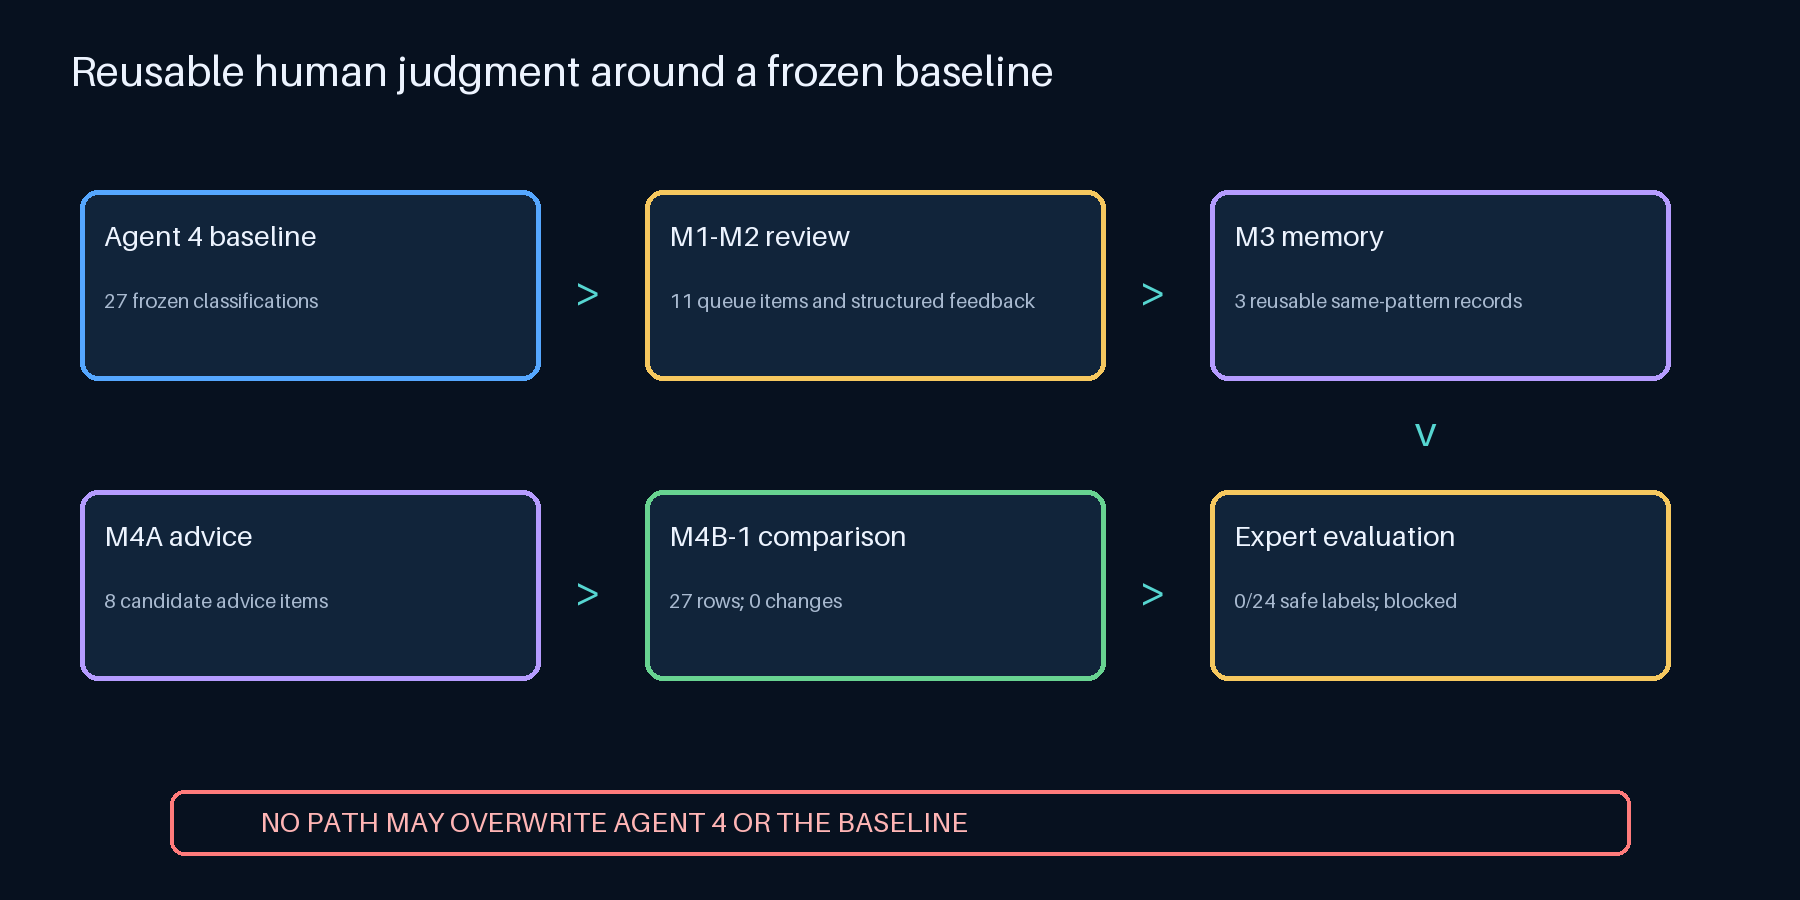 Reusable human judgment around a frozen baseline
Agent 4 baseline
27 frozen classifications
>
M1-M2 review
11 queue items and structured feedback
>
M3 memory
3 reusable same-pattern records
v
M4A advice
8 candidate advice items
>
M4B-1 comparison
27 rows; 0 changes
>
Expert evaluation
0/24 safe labels; blocked
NO PATH MAY OVERWRITE AGENT 4 OR THE BASELINE